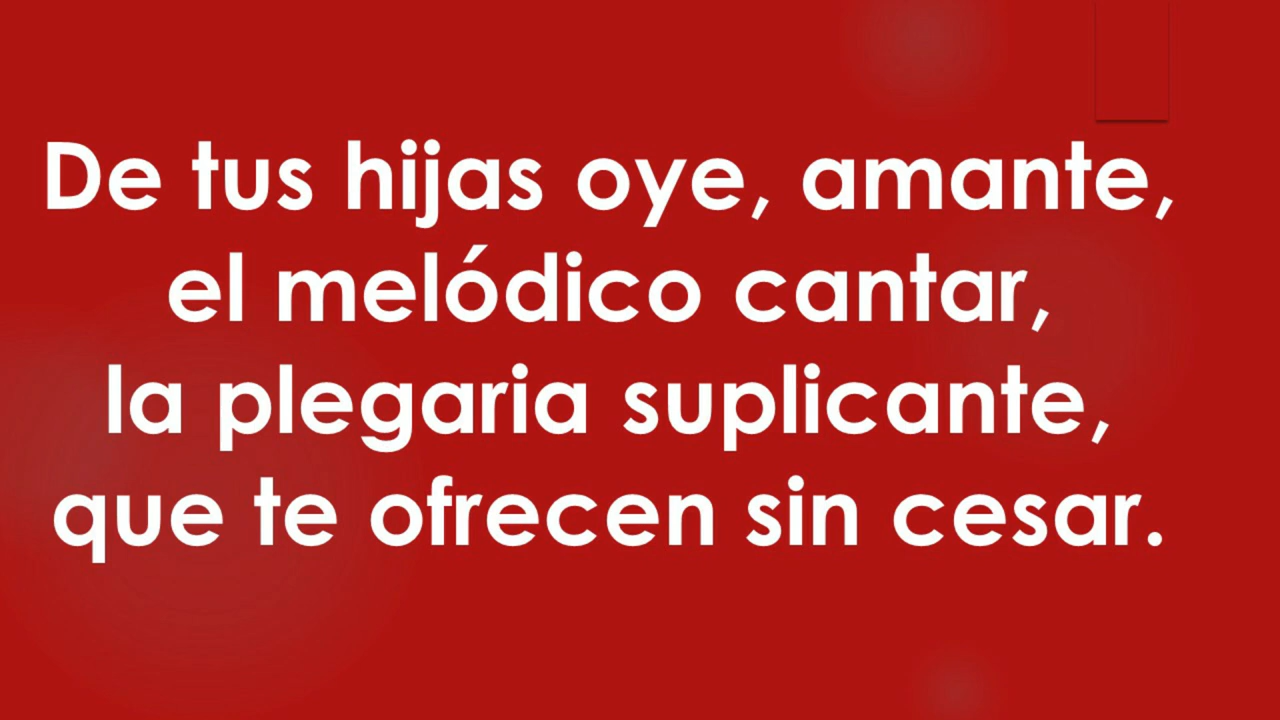 De tus hijas oye, amante,
el melódico cantar,
la plegaria suplicante,
que te ofrecen sin cesar.